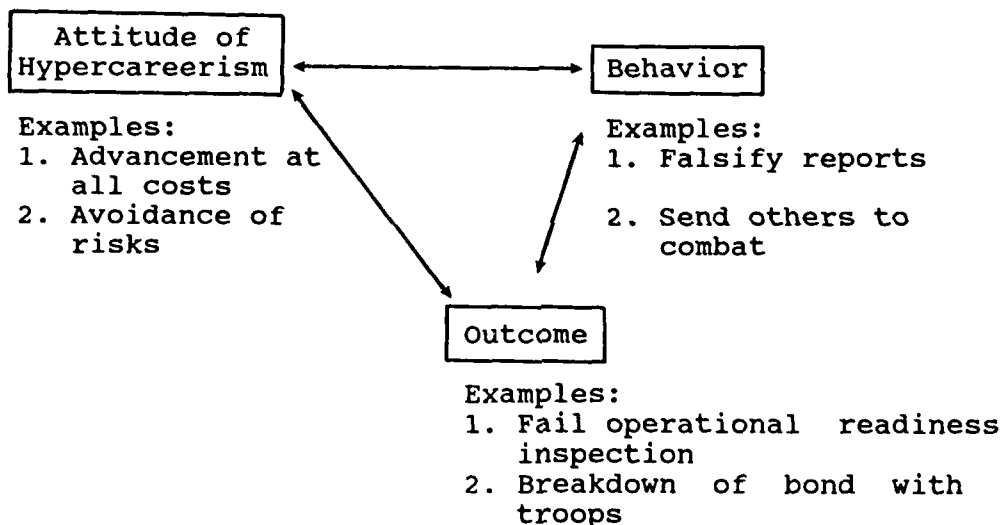 Attitude of
Hypercareerism
Examples:
1. Advancement at
all costs
2. Avoidance of
risks
Behavior
Examples:
1. Falsify reports
2. Send others to
combat
Outcome
Examples:
1. Fail operational readiness
inspection
2. Breakdown of bond with
troops